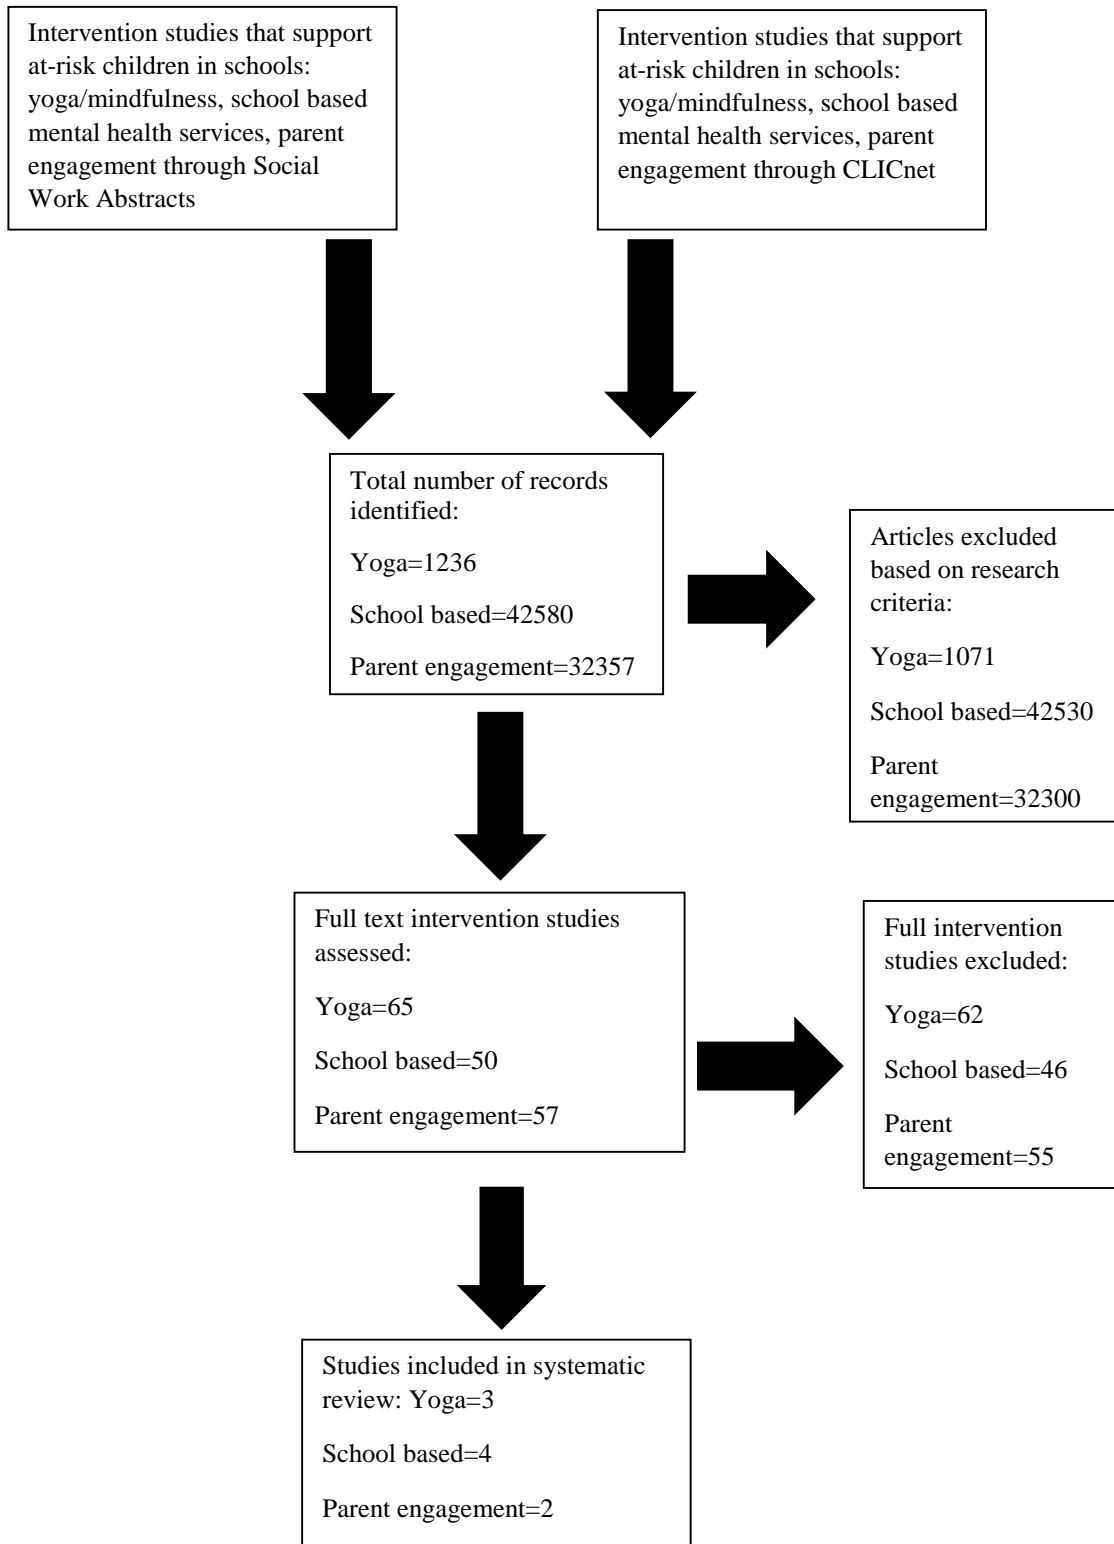 Intervention studies that support
at-risk children in schools:
yoga/mindfulness, school based
mental health services, parent
engagement through Social
Work Abstracts
Intervention studies that support
at-risk children in schools:
yoga/mindfulness, school based
mental health services, parent
engagement through CLICnet
Total number of records
identified:
Yoga=1236
School based=42580
Parent engagement=32357
Articles excluded
based on research
criteria:
Yoga=1071
School based=42530
Parent
engagement=32300
Full text intervention studies
assessed:
Yoga=65
School based=50
Parent engagement=57
Full intervention
studies excluded:
Yoga=62
School based=46
Parent
engagement=55
Studies included in systematic
review: Yoga=3
School based=4
Parent engagement=2